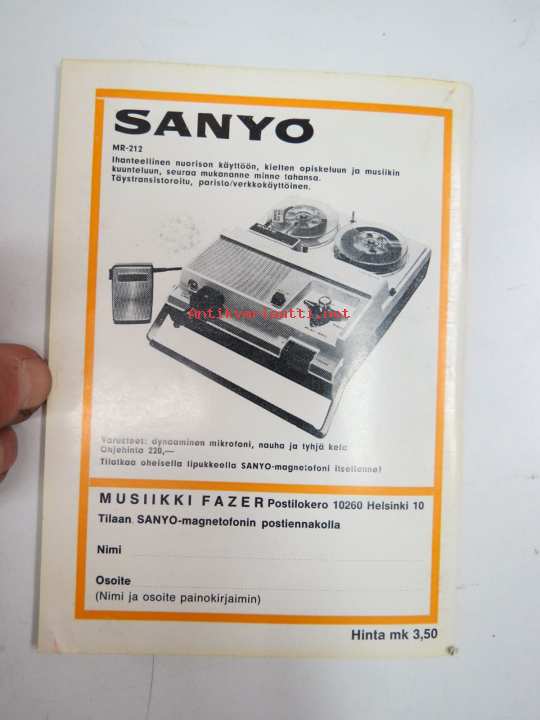 SANYO
MR-212
Ihanteellinen nuorison käyttöön, kielten opiskeluun ja musiikin
kuunteluun, seuraa mukananne minne tahansa.
Täystransistoroitu, paristo/verkkokäyttöinen.
Antikvariaatti.net
Varusteet: dynaaminen mikrofoni, nauha ja tyhjä kela
Ohjehinta 220,—
Tilatkaa oheisella lipukkeella SANYO-magnetofoni itsellenne!
MUSIIKKI FAZER Postilokero 10260 Helsinki 10
Tilaan SANYO-magnetofonin postiennakolla
Nimi
Osoite
(Nimi ja osoite painokirjaimin)
Hinta mk 3,50